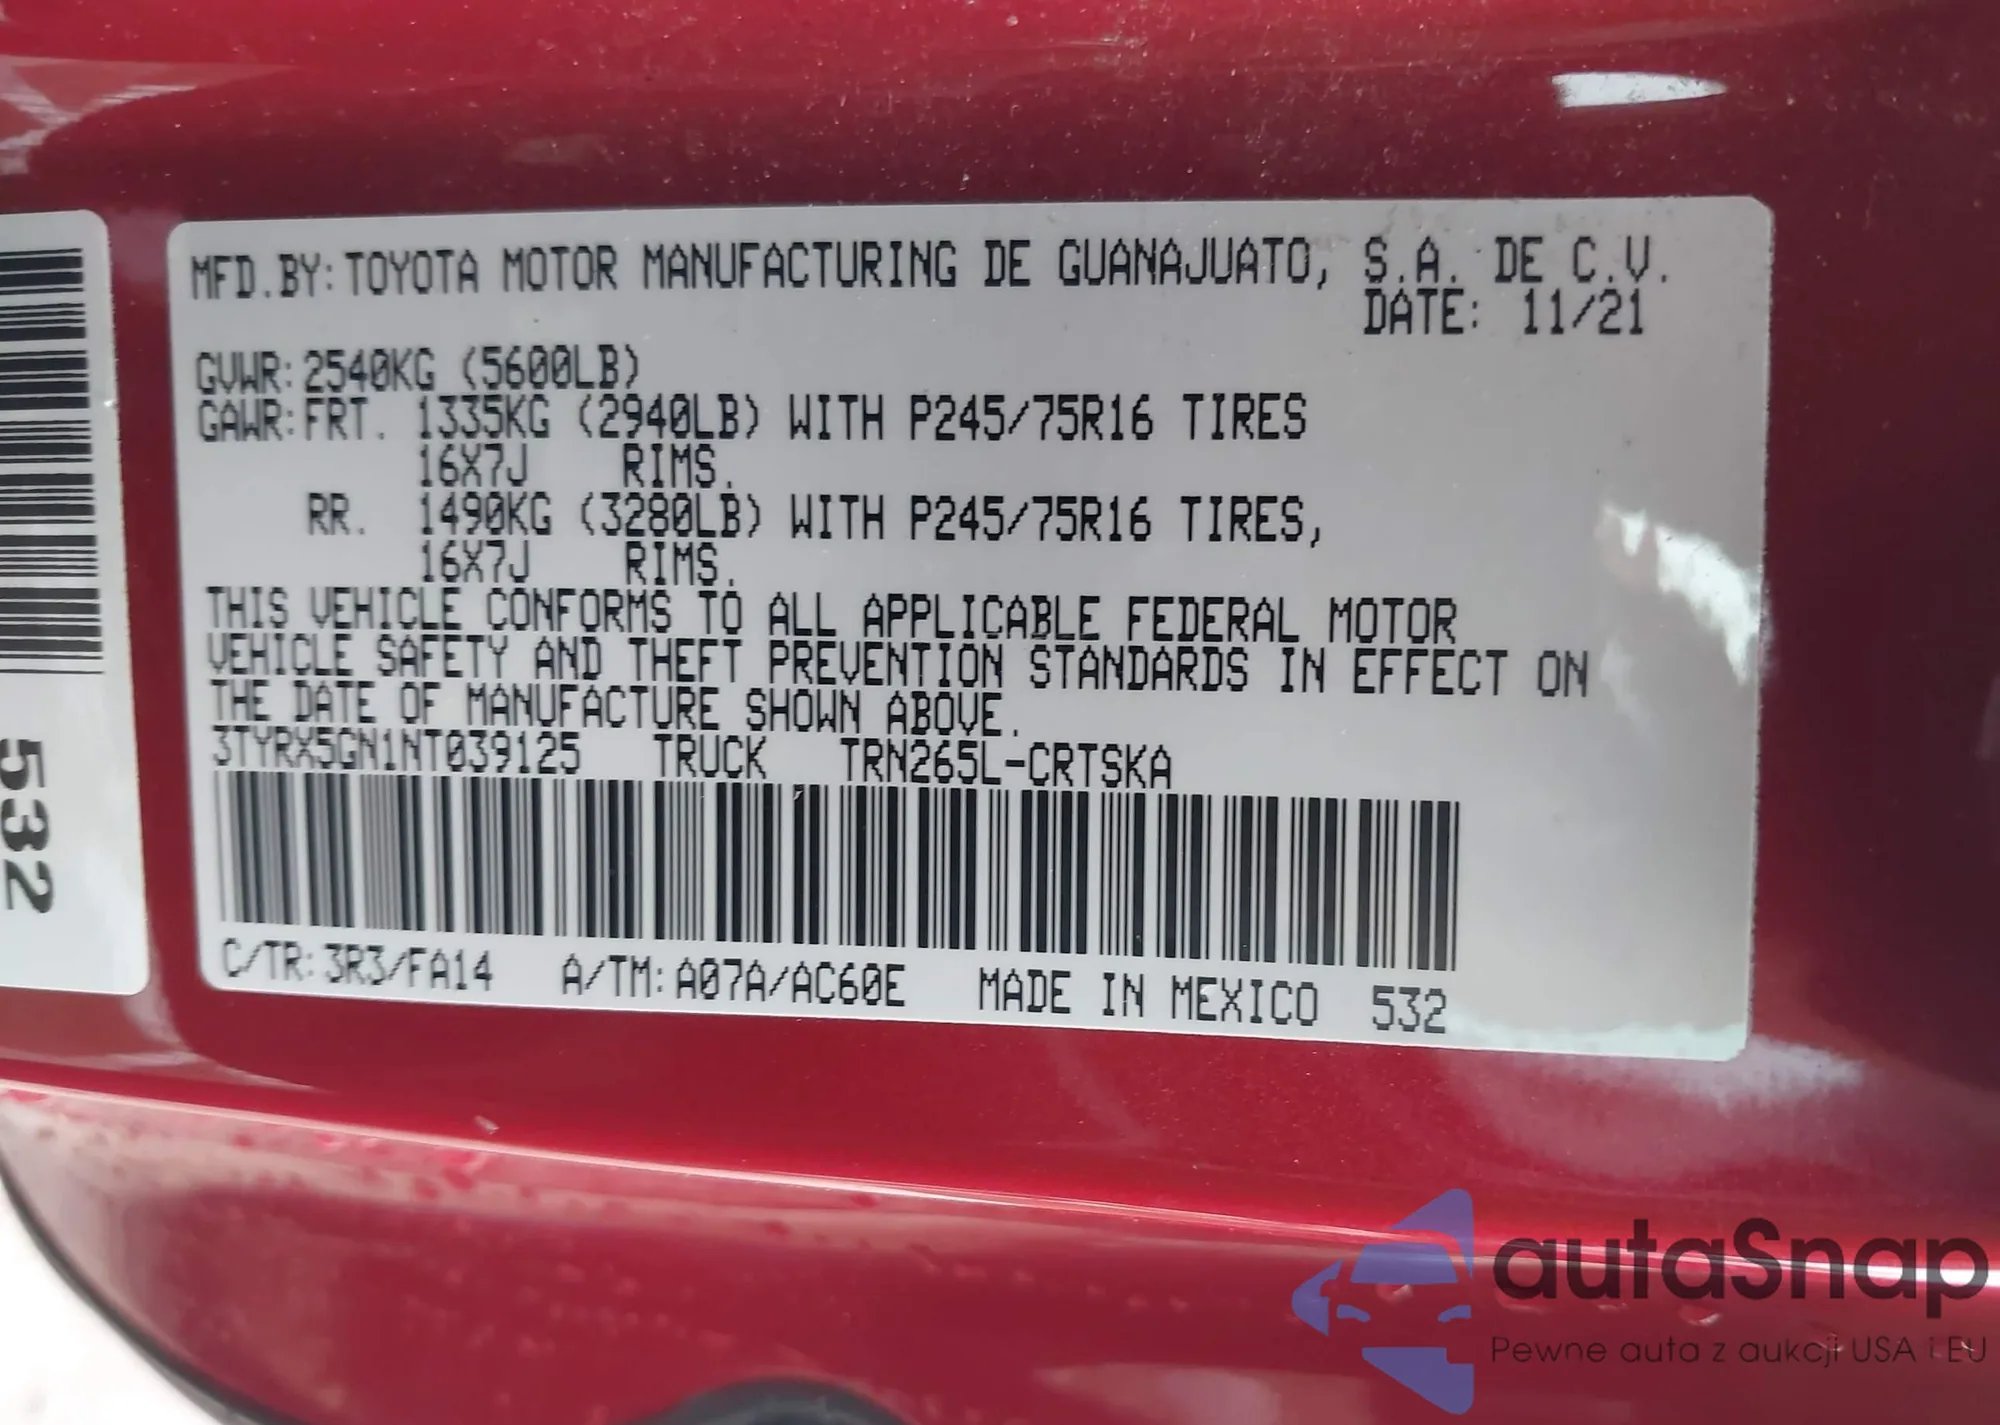 MFD.BY:TOYOTA MOTOR MANUFACTURING DE GUANAJUATO, S.A. DE C.V.
DATE: 11/21
GVWR:2540KG (5600LB)
GAWR:FRT. 1335KG (2940LB) WITH P245/75R16 TIRES
16X7J RIMS.
RR. 1490KG (3280LB) WITH P245/75R16 TIRES,
16X7J RIMS.
THIS VEHICLE CONFORMS TO ALL APPLICABLE FEDERAL MOTOR
VEHICLE SAFETY AND THEFT PREVENTION STANDARDS IN EFFECT ON
THE DATE OF MANUFACTURE SHOWN ABOVE.
3TYRX5GN1NT039125 TRUCK TRN265L-CRTSKA
C/TR:3R3/FA14 A/TM:A07A/AC60E MADE IN MEXICO 532
532
autaSnap
Pewne auta z aukcji USA i EU